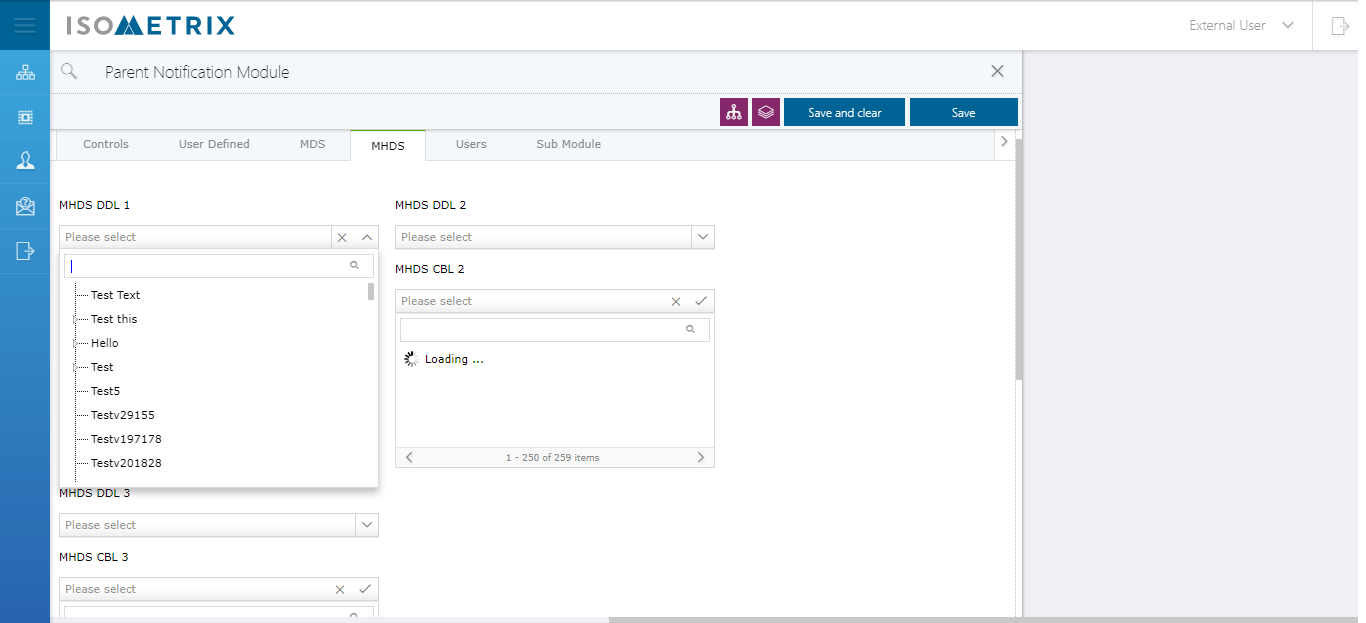 ISOMETRIX
External User
Parent Notification Module
Save and clear
Save
Controls
User Defined
MDS
MHDS
Users
Sub Module
MHDS DDL 1
Please select
Test Text
Test this
Hello
Test
Test5
Testv29155
Testv197178
Testv201828
MHDS DDL 2
Please select
MHDS CBL 2
Please select
Loading ...
1 - 250 of 259 items
MHDS DDL 3
Please select
MHDS CBL 3
Please select